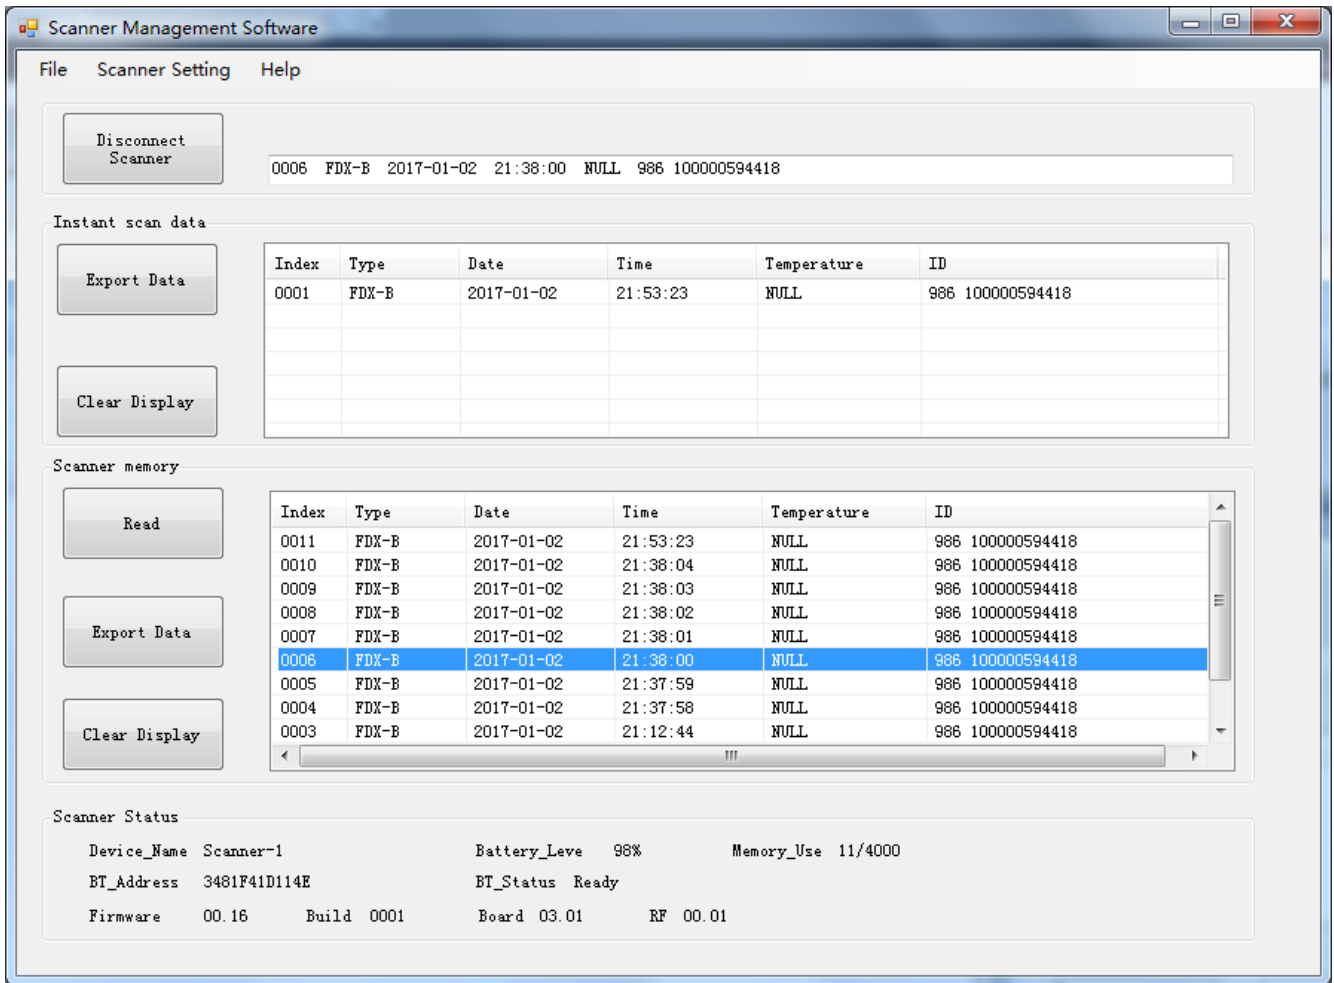 Scanner Management Software
File Scanner Setting Help
Disconnect
Scanner
0006 FDX-B 2017-01-02 21:38:00 NULL 986 100000594418
Instant scan data
Export Data
Index Type Date Time Temperature ID
0001 FDX-B 2017-01-02 21:53:23 NULL 986 100000594418
Clear Display
Scanner memory
Read
Index Type Date Time Temperature ID
0011 FDX-B 2017-01-02 21:53:23 NULL 986 100000594418
0010 FDX-B 2017-01-02 21:38:04 NULL 986 100000594418
0009 FDX-B 2017-01-02 21:38:03 NULL 986 100000594418
0008 FDX-B 2017-01-02 21:38:02 NULL 986 100000594418
0007 FDX-B 2017-01-02 21:38:01 NULL 986 100000594418
0006 FDX-B 2017-01-02 21:38:00 NULL 986 100000594418
0005 FDX-B 2017-01-02 21:37:59 NULL 986 100000594418
0004 FDX-B 2017-01-02 21:37:58 NULL 986 100000594418
0003 FDX-B 2017-01-02 21:12:44 NULL 986 100000594418
Export Data
Clear Display
Scanner Status
Device_Name Scanner-1 Battery_Leve 98% Memory_Use 11/4000
BT_Address 3481F41D114E BT_Status Ready
Firmware 00.16 Build 0001 Board 03.01 RF 00.01